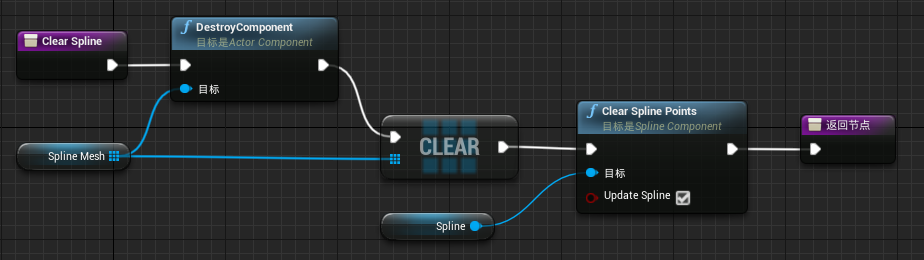 Clear Spline
DestroyComponent
目标是Actor Component
目标
Spline Mesh
CLEAR
Spline
Clear Spline Points
目标是Spline Component
目标
Update Spline
返回节点